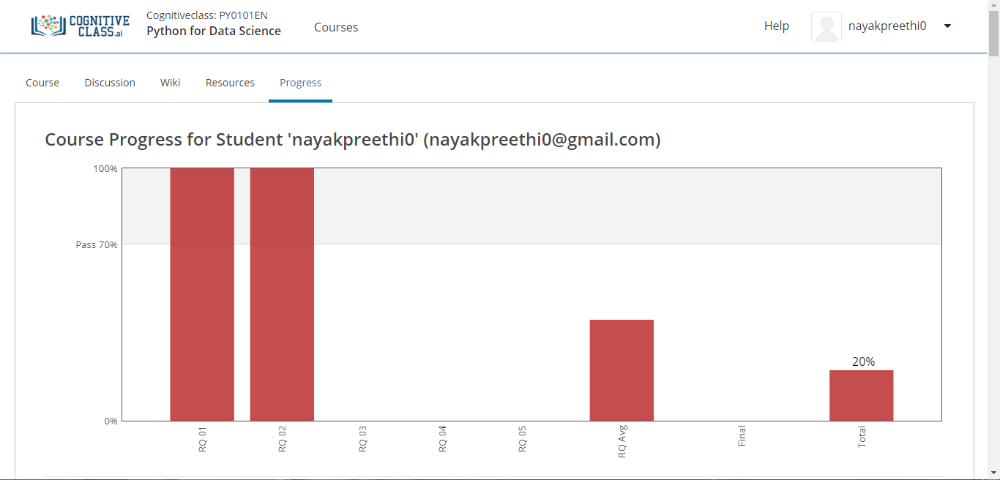 COGNITIVE
CLASS.ai
Cognitiveclass: PY0101EN
Python for Data Science
Courses
Help
nayakpreethi0
Course
Discussion
Wiki
Resources
Progress
Course Progress for Student 'nayakpreethi0' (nayakpreethi0@gmail.com)
100%
Pass 70%
0%
20%
RQ 01
RQ 02
RQ 03
RQ 04
RQ 05
RQ Avg
Final
Total